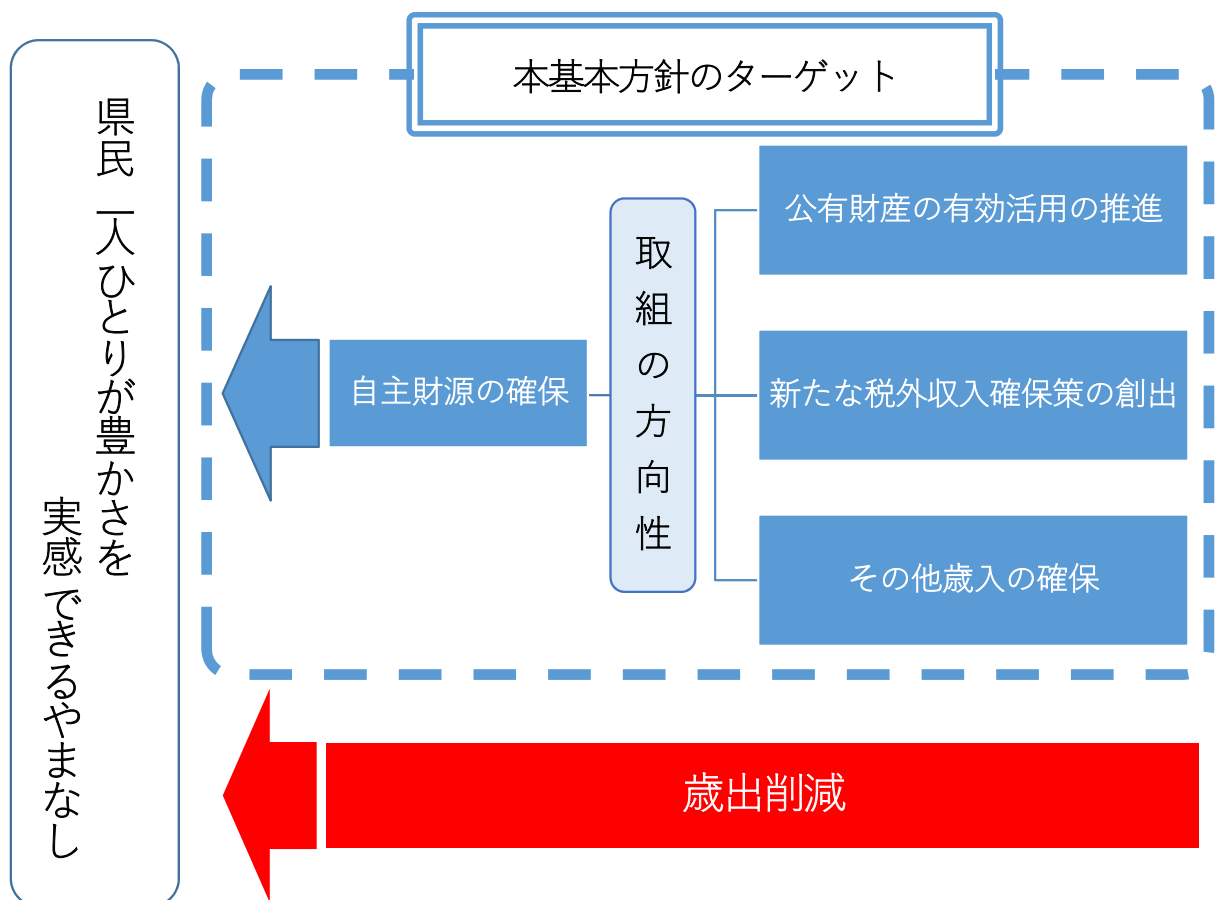 県民一人ひとりが豊かさを
実感できるやまなし
本基本方針のターゲット
自主財源の確保
取組の方向性
公有財産の有効活用の推進
新たな税外収入確保策の創出
その他歳入の確保
歳出削減